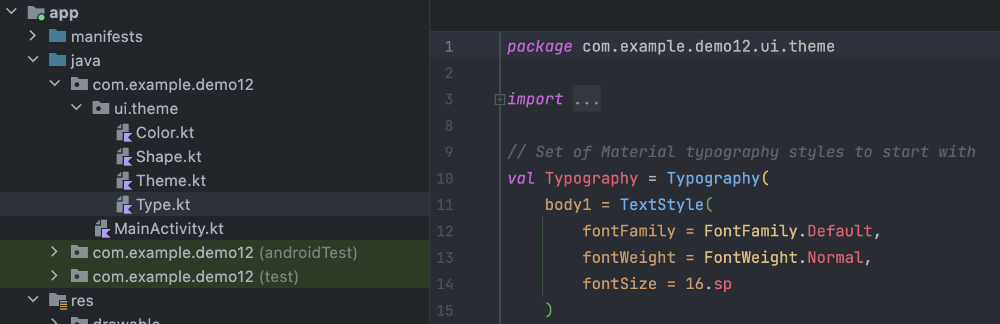 app
manifests
java
com.example.demo12
ui.theme
Color.kt
Shape.kt
Theme.kt
Type.kt
MainActivity.kt
com.example.demo12 (androidTest)
com.example.demo12 (test)
res
drawable
1 package com.example.demo12.ui.theme
2
3 import ...
8
9 // Set of Material typography styles to start with
10 val Typography = Typography(
11 body1 = TextStyle(
12 fontFamily = FontFamily.Default,
13 fontWeight = FontWeight.Normal,
14 fontSize = 16.sp
15 )